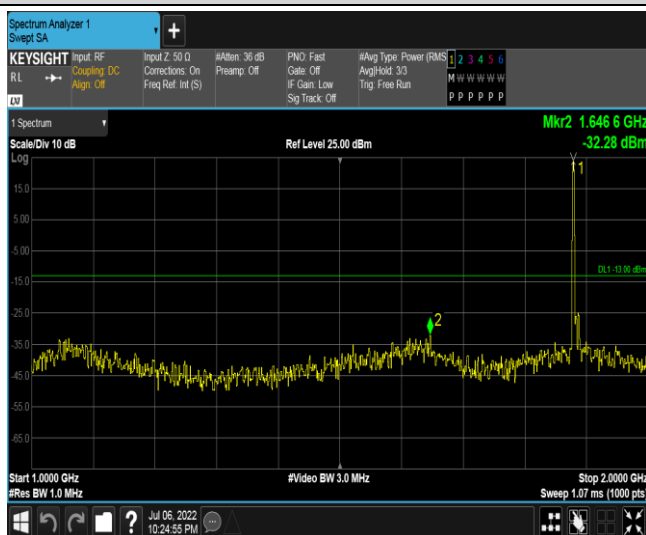 Spectrum Analyzer 1
Swept SA
+
KEYSIGHT
RL
LXI
Input: RF
Coupling: DC
Align: Off
Input Z: 50 Ω
Corrections: On
Freq Ref: Int (S)
#Atten: 36 dB
Preamp: Off
PNO: Fast
Gate: Off
IF Gain: Low
Sig Track: Off
#Avg Type: Power (RMS
Avg|Hold: 3/3
Trig: Free Run
1 2 3 4 5 6
M W W W W W
P P P P P P
1 Spectrum
Mkr2 1.646 6 GHz
Scale/Div 10 dB
Ref Level 25.00 dBm
-32.28 dBm
Log
1
15.0
5.00
-5.00
DL1 -13.00 dBm
-15.0
-25.0
2
-35.0
-45.0
-55.0
-65.0
Start 1.0000 GHz
#Video BW 3.0 MHz
Stop 2.0000 GHz
#Res BW 1.0 MHz
Sweep 1.07 ms (1000 pts)
?
Jul 06, 2022
10:24:55 PM